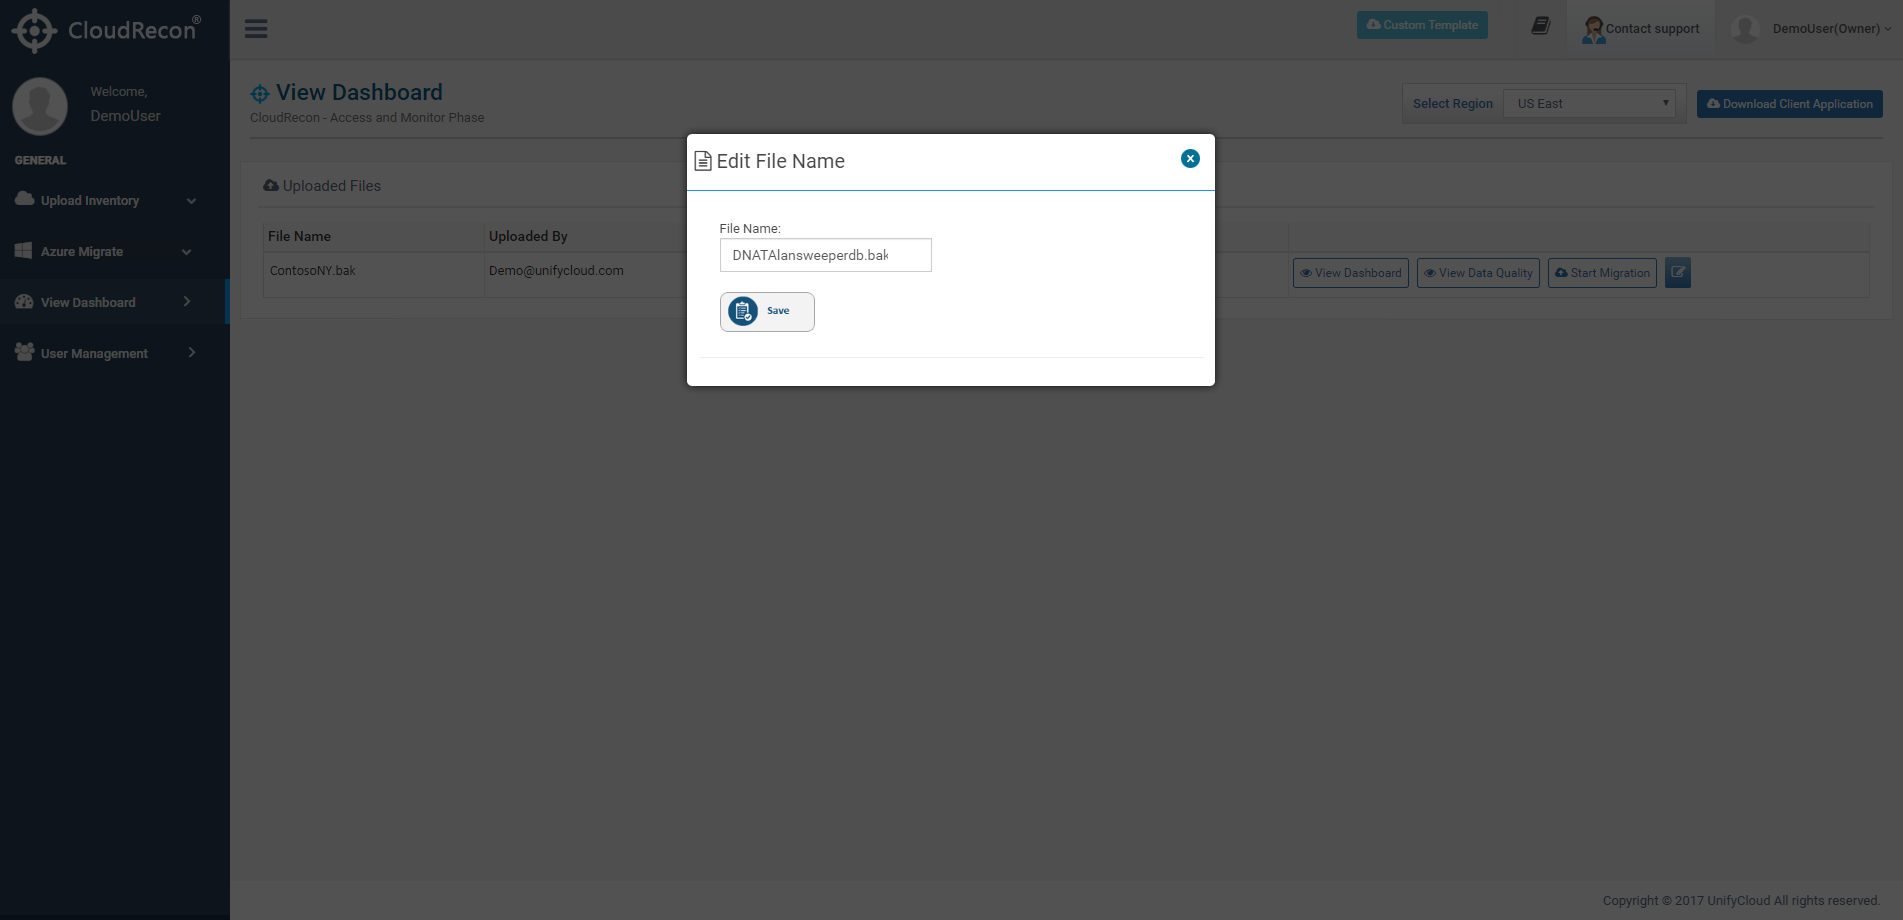 CloudRecon®
Custom Template
Contact support
DemoUser(Owner)
Welcome,
DemoUser
GENERAL
Upload Inventory
Azure Migrate
View Dashboard
User Management
View Dashboard
CloudRecon - Access and Monitor Phase
Select Region
US East
Download Client Application
Uploaded Files
File Name
Uploaded By
ContosoNY.bak
Demo@unifycloud.com
View Dashboard
View Data Quality
Start Migration
Edit File Name
File Name:
DNATAlansweeperdb.bak
Save
Copyright © 2017 UnifyCloud All rights reserved.